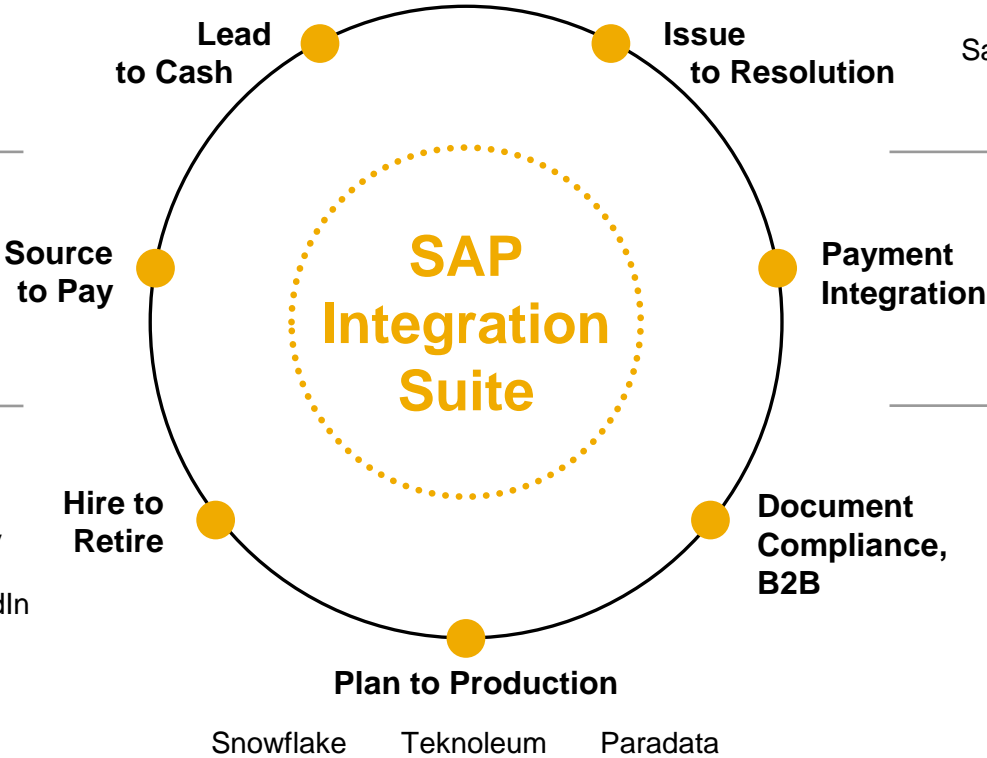 Lead
to Cash
Issue
to Resolution
Source
to Pay
SAP
Integration
Suite
Payment
Integration
Hire to
Retire
Document
Compliance,
B2B
Plan to Production
Snowflake Teknoleum Paradata